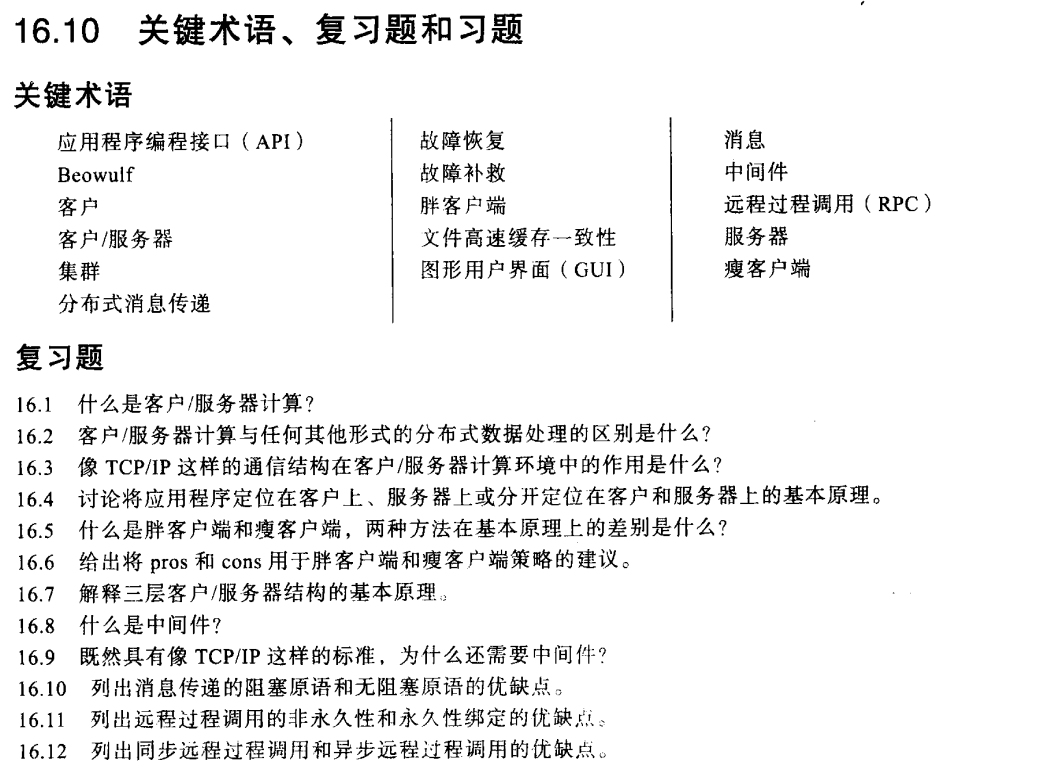 16.10 关键术语、复习题和习题
关键术语
应用程序编程接口（API）
Beowulf
客户
客户/服务器
集群
分布式消息传递
故障恢复
故障补救
胖客户端
文件高速缓存一致性
图形用户界面（GUI）
消息
中间件
远程过程调用（RPC）
服务器
瘦客户端
复习题
16.1 什么是客户/服务器计算?
16.2 客户/服务器计算与任何其他形式的分布式数据处理的区别是什么?
16.3 像 TCP/IP 这样的通信结构在客户/服务器计算环境中的作用是什么?
16.4 讨论将应用程序定位在客户上、服务器上或分开定位在客户和服务器上的基本原理。
16.5 什么是胖客户端和瘦客户端，两种方法在基本原理上的差别是什么?
16.6 给出将 pros 和 cons 用于胖客户端和瘦客户端策略的建议。
16.7 解释三层客户/服务器结构的基本原理。
16.8 什么是中间件?
16.9 既然具有像 TCP/IP 这样的标准，为什么还需要中间件?
16.10 列出消息传递的阻塞原语和无阻塞原语的优缺点。
16.11 列出远程过程调用的非永久性和永久性绑定的优缺点。
16.12 列出同步远程过程调用和异步远程过程调用的优缺点。